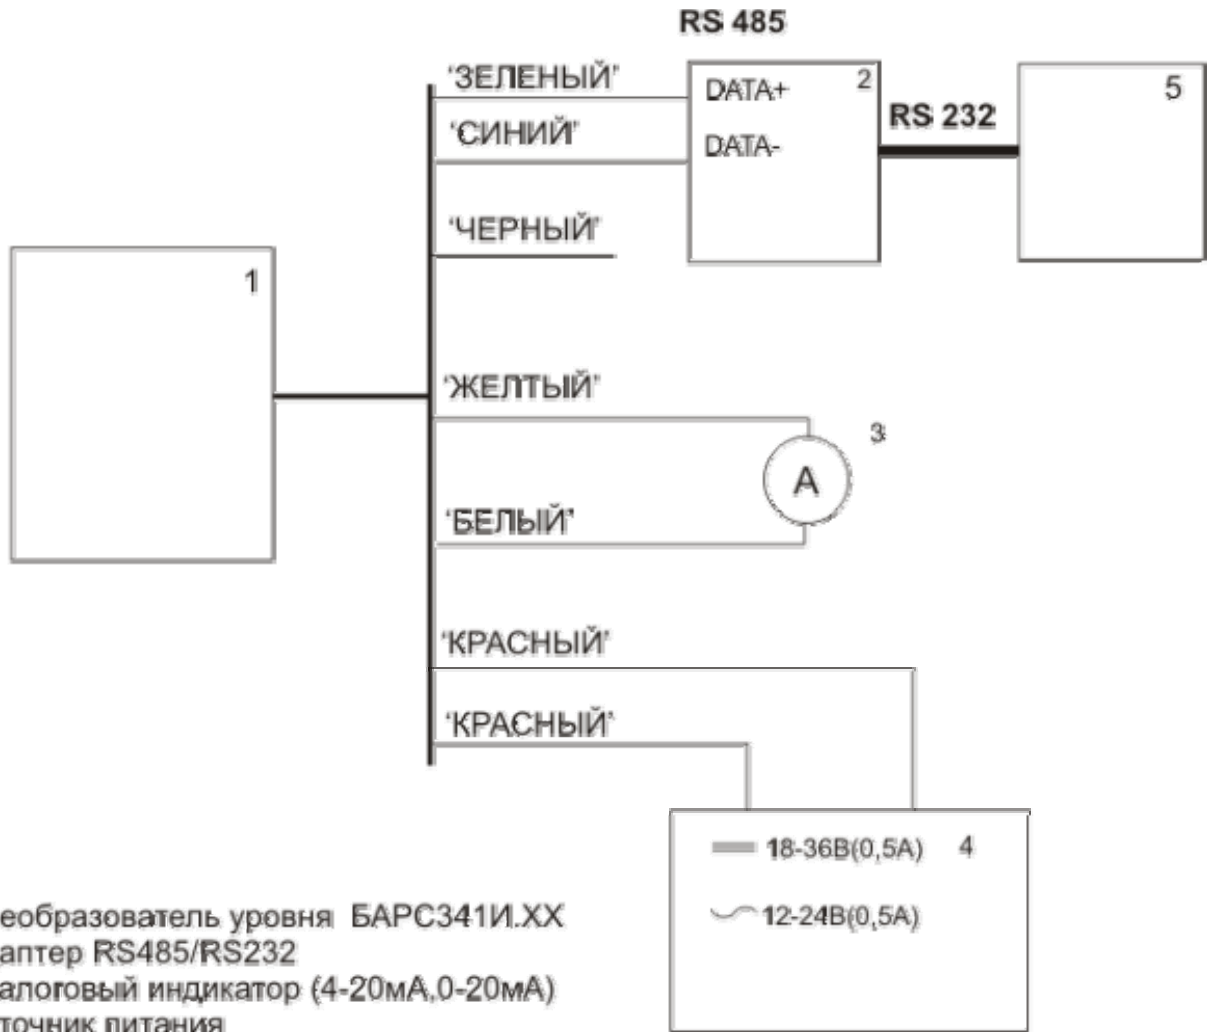 RS 485
'ЗЕЛЕНЫЙ'
DATA+
2
5
'СИНИЙ'
DATA-
RS 232
'ЧЕРНЫЙ'
1
'ЖЕЛТЫЙ'
3
А
'БЕЛЫЙ'
'КРАСНЫЙ'
'КРАСНЫЙ'
18-36В(0,5А) 4
12-24В(0,5А)
еобразователь уровня БАРС341И.ХХ
аптер RS485/RS232
алоговый индикатор (4-20мА,0-20мА)
точник питания